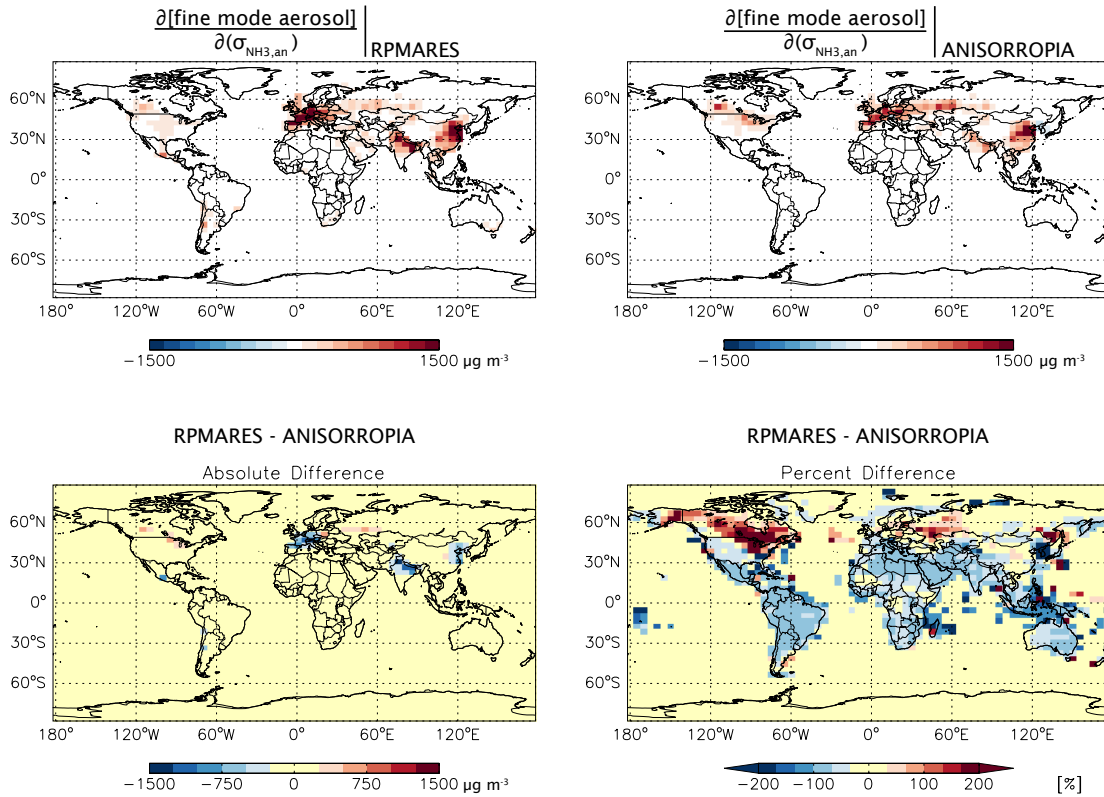 ∂[fine mode aerosol]
∂(σNH3,an)
RPMARES
60°N
30°N
0°
30°S
60°S
180° 120°W 60°W 0° 60°E 120°E
−1500 1500 µg m-3
∂[fine mode aerosol]
∂(σNH3,an)
ANISORROPIA
60°N
30°N
0°
30°S
60°S
180° 120°W 60°W 0° 60°E 120°E
−1500 1500 µg m-3
RPMARES - ANISORROPIA
Absolute Difference
60°N
30°N
0°
30°S
60°S
180° 120°W 60°W 0° 60°E 120°E
−1500 −750 0 750 1500 µg m-3
RPMARES - ANISORROPIA
Percent Difference
60°N
30°N
0°
30°S
60°S
180° 120°W 60°W 0° 60°E 120°E
−200 −100 0 100 200 [%]